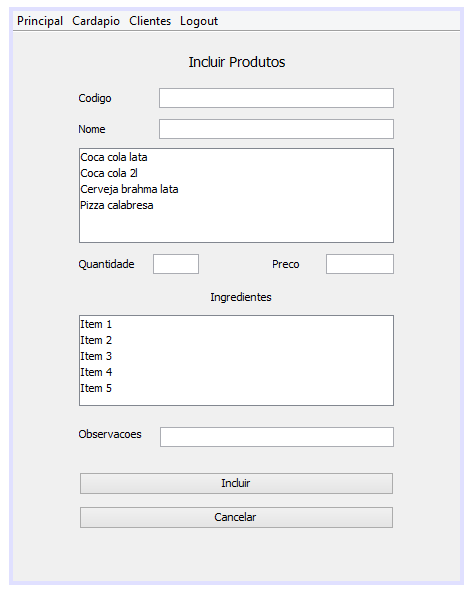 Principal Cardapio Clientes Logout
Incluir Produtos
Codigo
Nome
Coca cola lata
Coca cola 2l
Cerveja brahma lata
Pizza calabresa
Quantidade Preco
Ingredientes
Item 1
Item 2
Item 3
Item 4
Item 5
Observacoes
Incluir
Cancelar